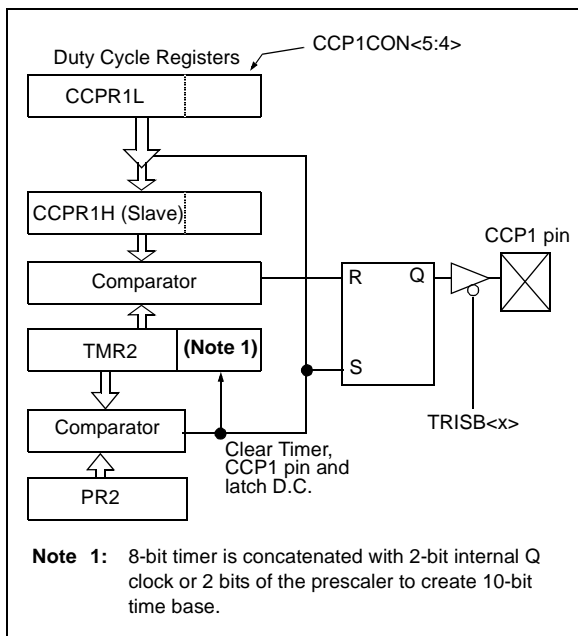 Duty Cycle Registers
CCP1CON<5:4>
CCPR1L
CCPR1H (Slave)
Comparator
R
Q
CCP1 pin
TMR2
(Note 1)
S
TRISB<x>
Comparator
Clear Timer,
CCP1 pin and
latch D.C.
PR2
Note 1: 8-bit timer is concatenated with 2-bit internal Q
clock or 2 bits of the prescaler to create 10-bit
time base.